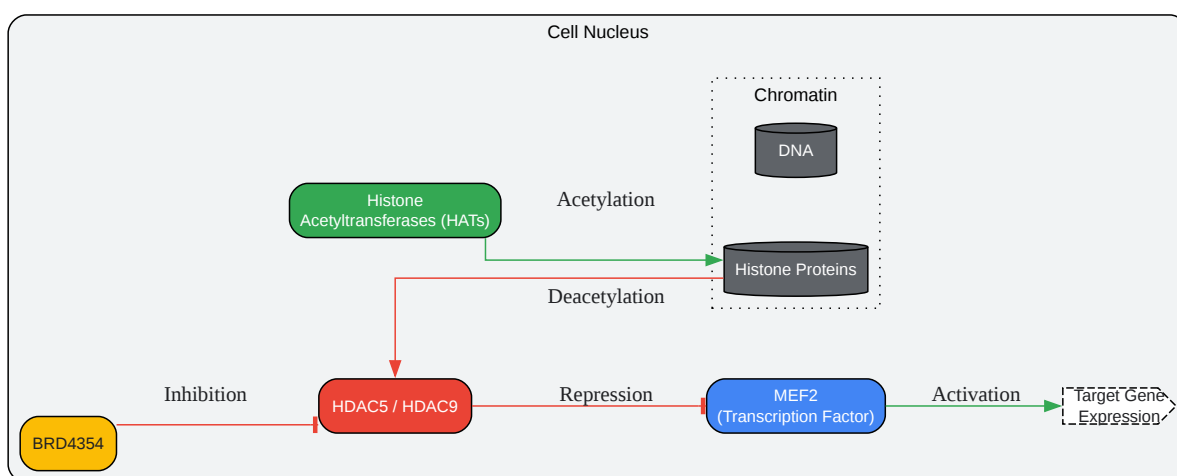 Cell Nucleus
Chromatin
DNA
Histone
Acetyltransferases (HATs)
Acetylation
Histone Proteins
Deacetylation
Inhibition
HDAC5 / HDAC9
Repression
MEF2
(Transcription Factor)
Activation
Target Gene
Expression
BRD4354